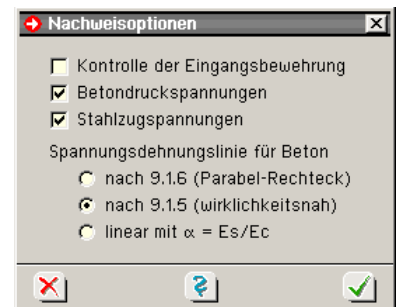 Nachweisoptionen
Kontrolle der Eingangsbewehrung
Betondruckspannungen
Stahlzugspannungen
Spannungsdehnungslinie für Beton
nach 9.1.6 (Parabel-Rechteck)
nach 9.1.5 (wirklichkeitsnah)
linear mit α = Es/Ec